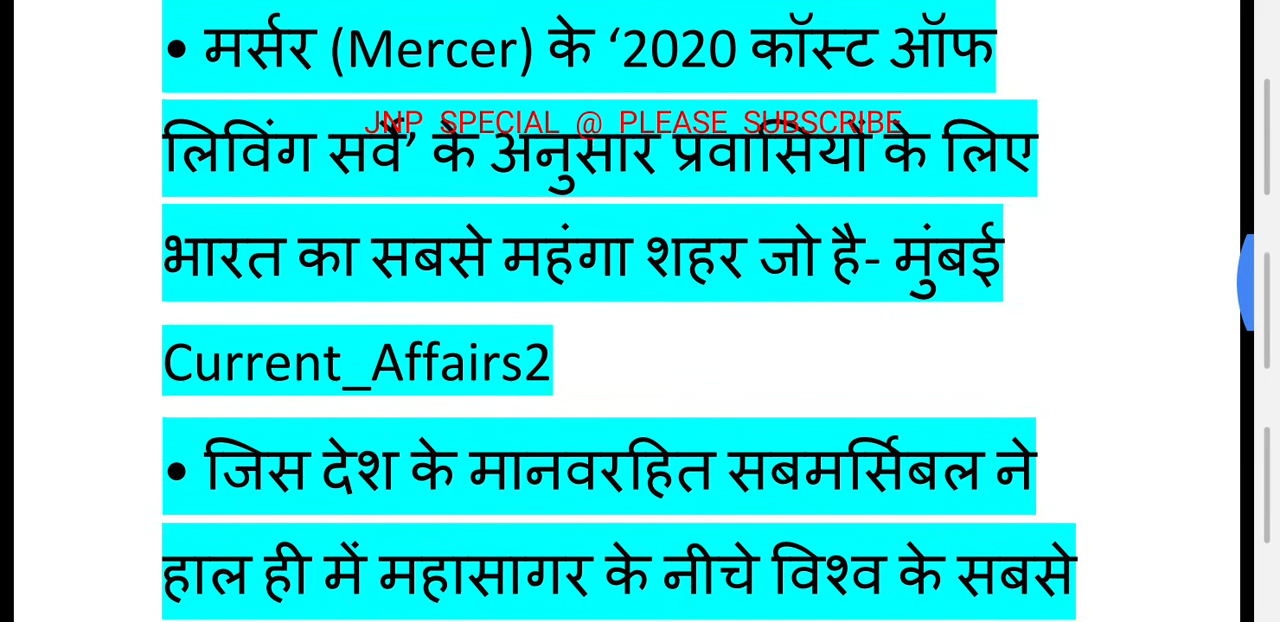 • मर्सर (Mercer) के ‘2020 कॉस्ट ऑफ
JNP SPECIAL @ PLEASE SUBSCRIBE
लिविंग सर्वे’ के अनुसार प्रवासियों के लिए
भारत का सबसे महंगा शहर जो है- मुंबई
Current_Affairs2
• जिस देश के मानवरहित सबमर्सिबल ने
हाल ही में महासागर के नीचे विश्व के सबसे